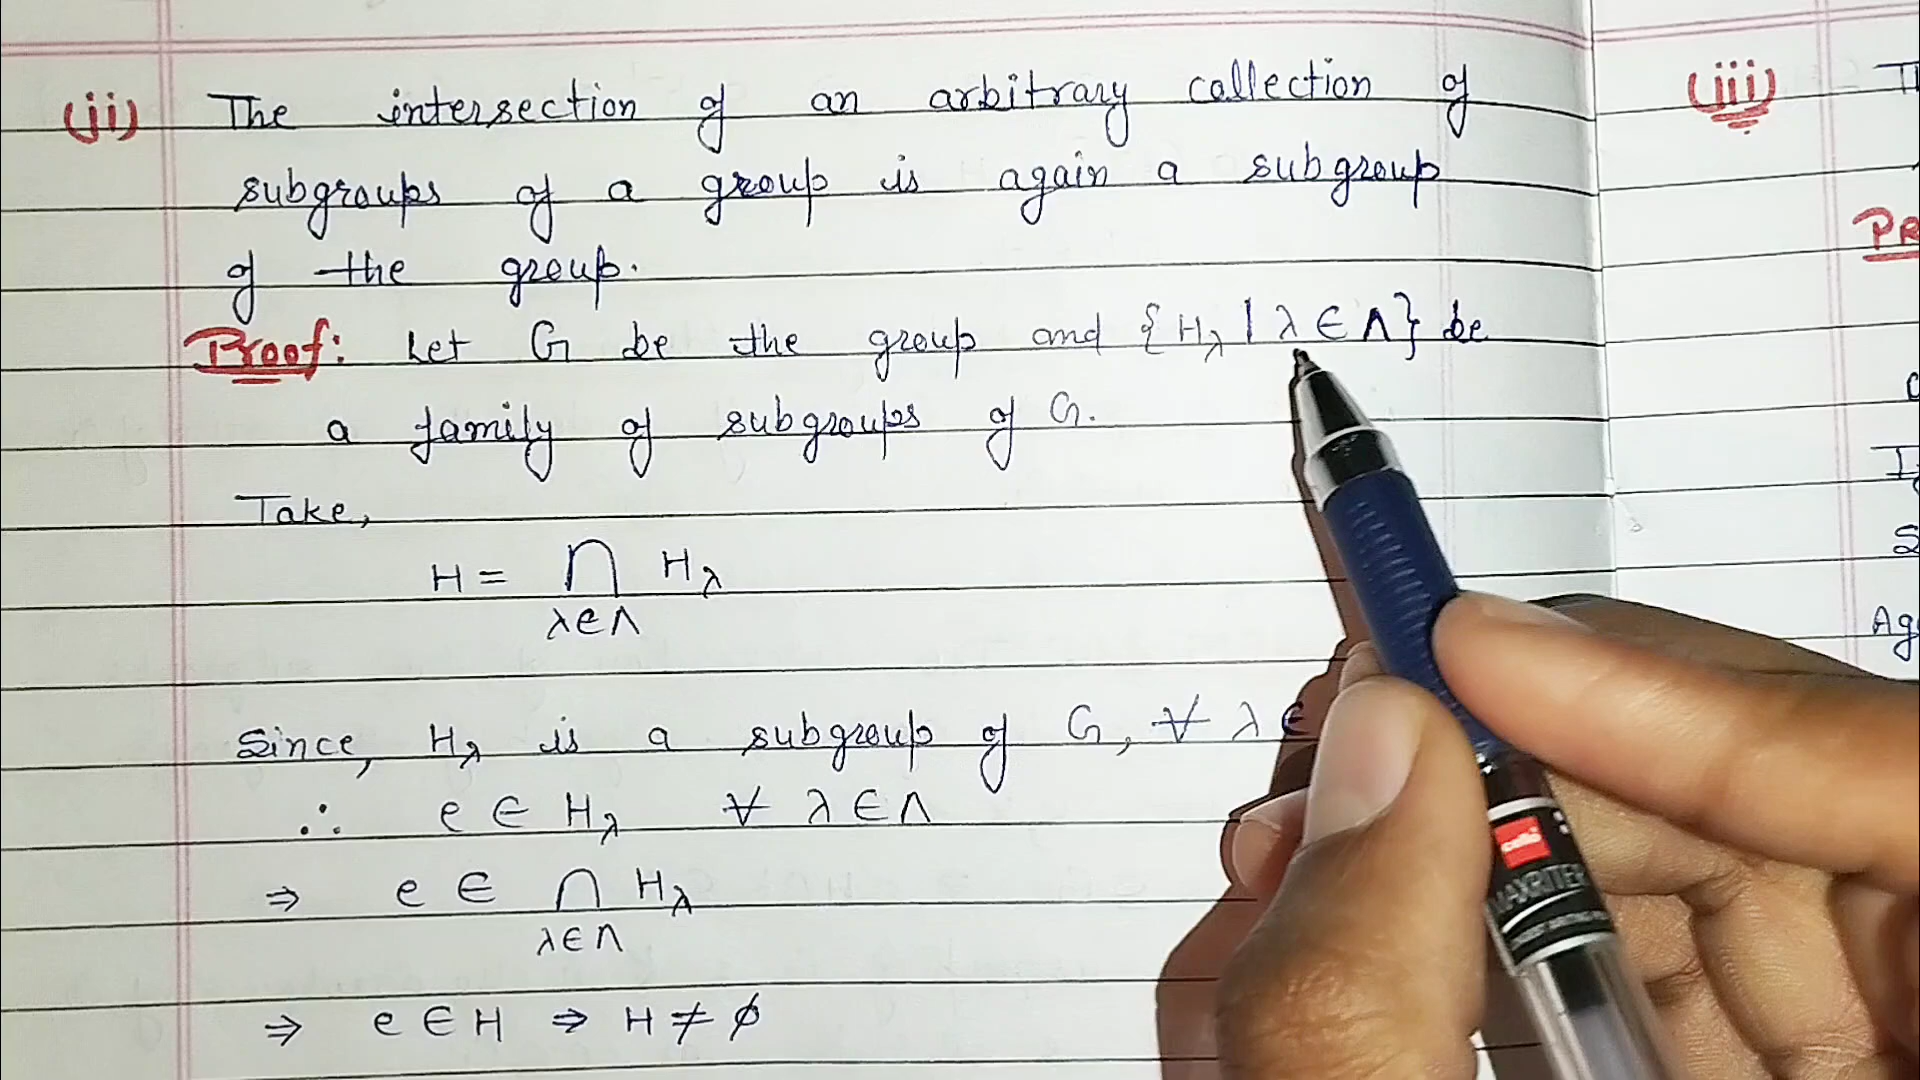 (ii) The intersection of an arbitrary collection of
subgroups of a group is again a subgroup
of the group.
Proof: Let G be the group and {Hλ | λ ∈ Λ} be
a family of subgroups of G.
Take,
H = ⋂ Hλ
λ∈Λ
Since, Hλ is a subgroup of G, ∀ λ ∈
∴ e ∈ Hλ ∀ λ ∈ Λ
⇒ e ∈ ⋂ Hλ
λ∈Λ
⇒ e ∈ H ⇒ H ≠ ϕ
(iii)
cello
MAXRITER